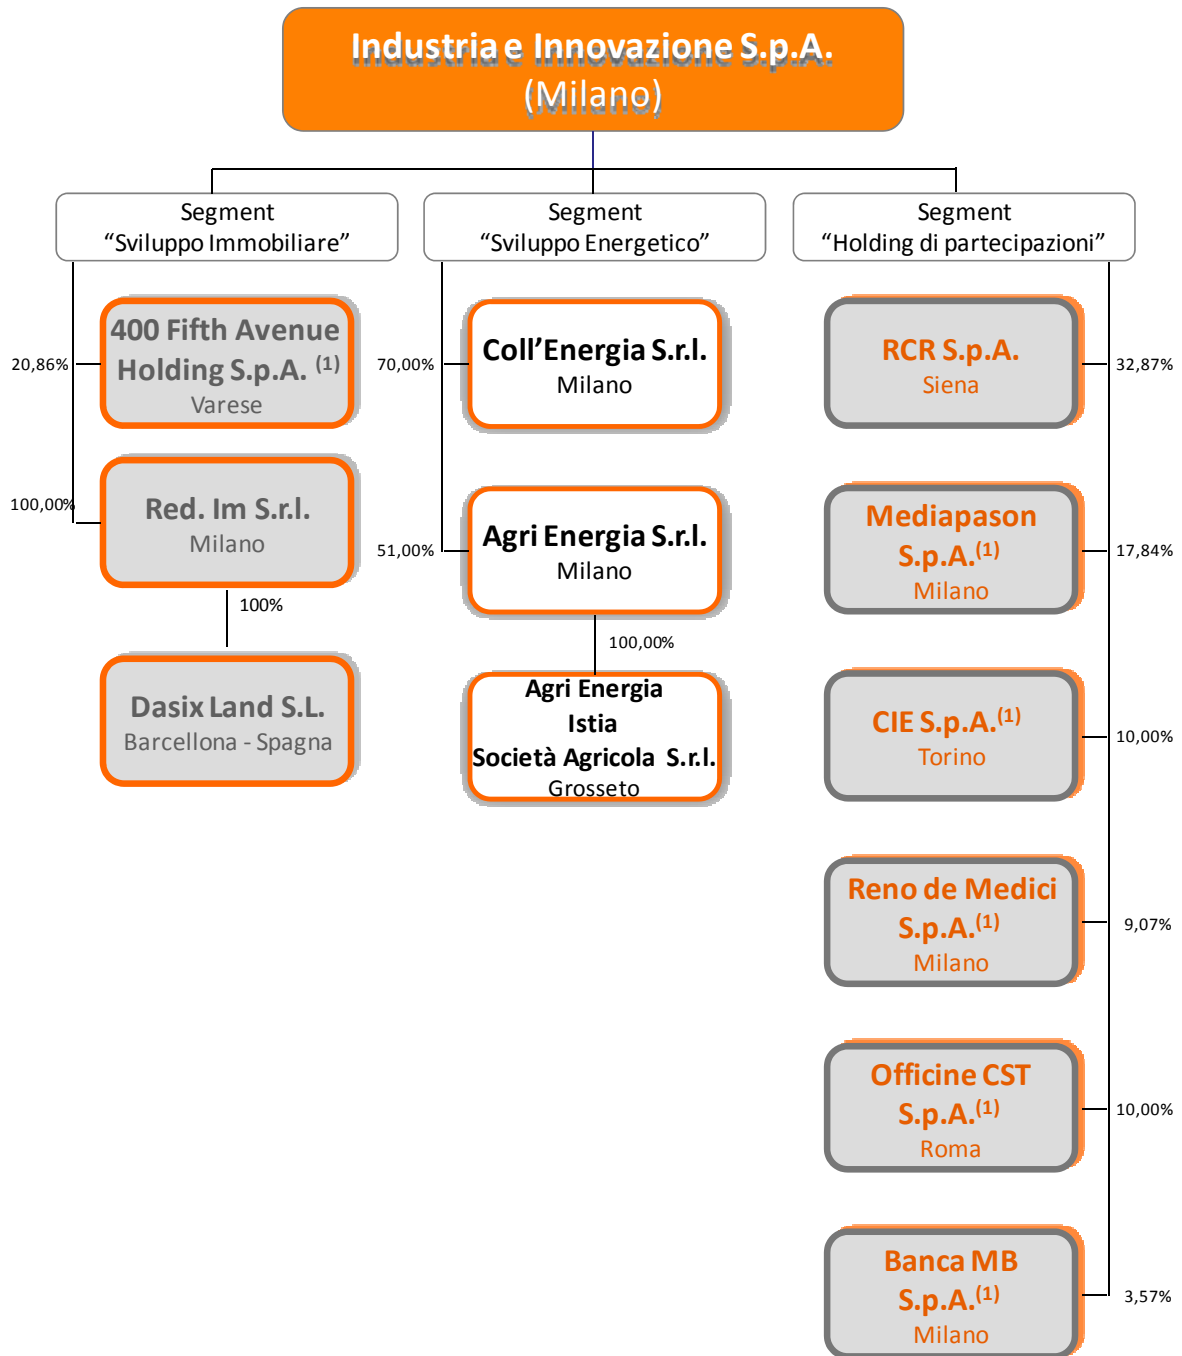 Industria e Innovazione S.p.A.
(Milano)
Segment
“Sviluppo Immobiliare”
20,86%
400 Fifth Avenue
Holding S.p.A. (1)
Varese
100,00%
Red. Im S.r.l.
Milano
100%
Dasix Land S.L.
Barcellona - Spagna
Segment
“Sviluppo Energetico”
70,00%
Coll’Energia S.r.l.
Milano
51,00%
Agri Energia S.r.l.
Milano
100,00%
Agri Energia
Istia
Società Agricola S.r.l.
Grosseto
Segment
“Holding di partecipazioni”
RCR S.p.A.
Siena
32,87%
Mediapason
S.p.A.(1)
Milano
17,84%
CIE S.p.A.(1)
Torino
10,00%
Reno de Medici
S.p.A.(1)
Milano
9,07%
Officine CST
S.p.A.(1)
Roma
10,00%
Banca MB
S.p.A.(1)
Milano
3,57%